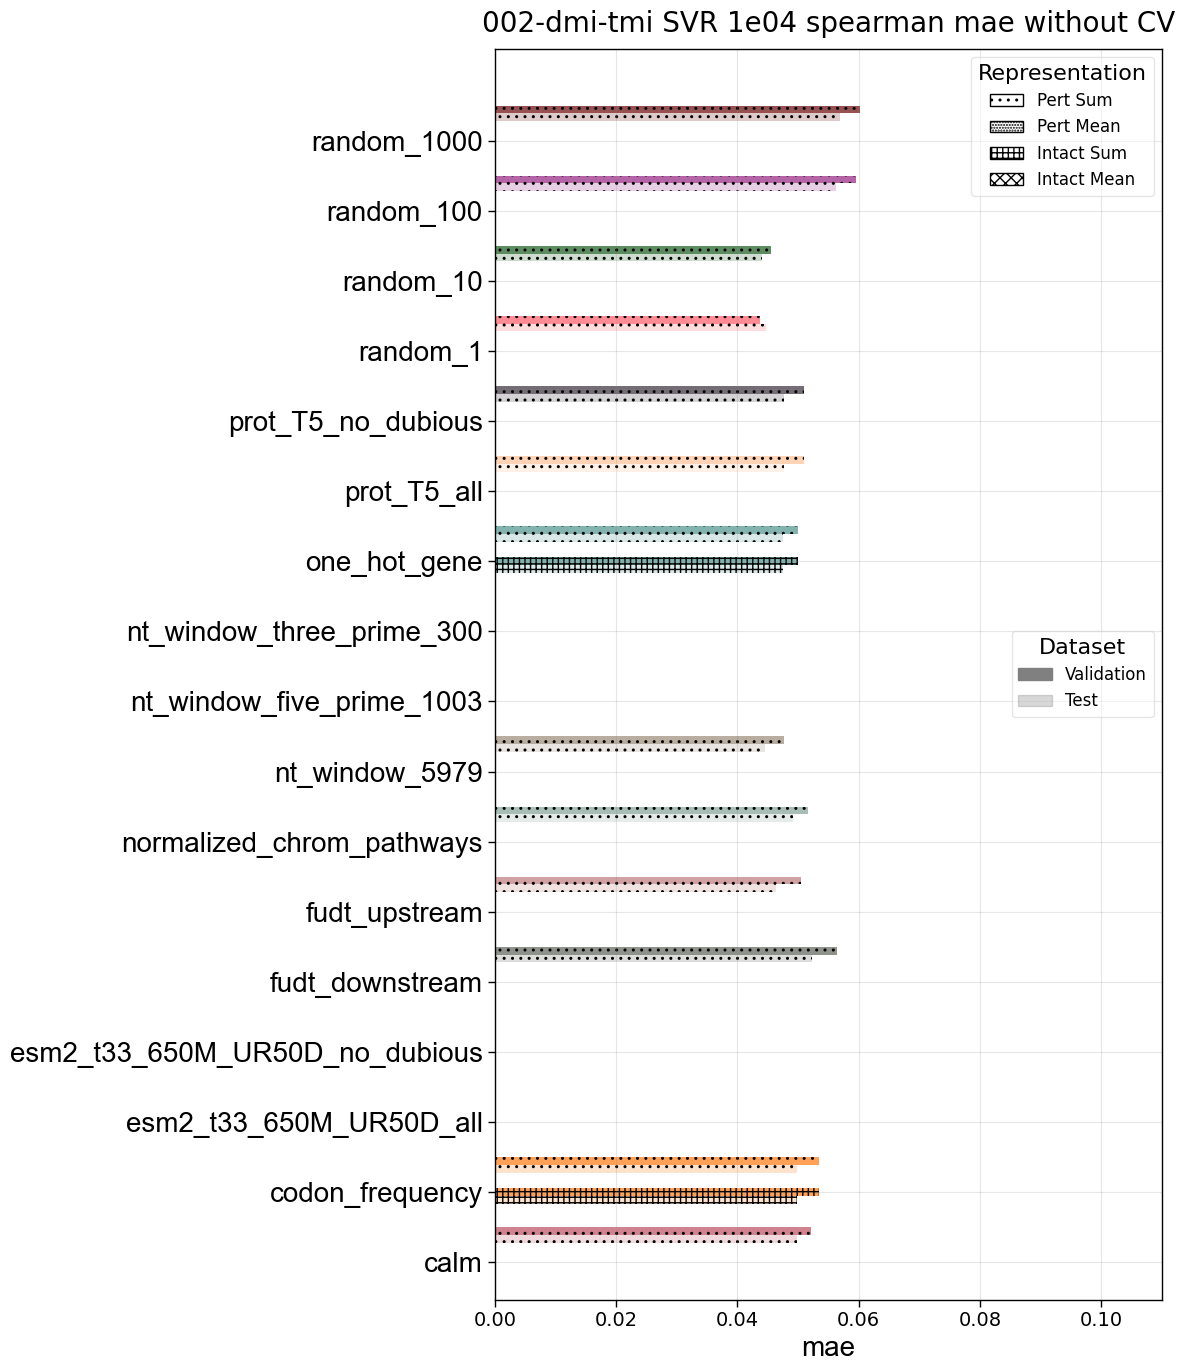 002-dmi-tmi SVR 1e04 spearman mae without CV
Representation
Pert Sum
Pert Mean
Intact Sum
Intact Mean
random_1000
random_100
random_10
random_1
prot_T5_no_dubious
prot_T5_all
one_hot_gene
nt_window_three_prime_300
Dataset
Validation
Test
nt_window_five_prime_1003
nt_window_5979
normalized_chrom_pathways
fudt_upstream
fudt_downstream
esm2_t33_650M_UR50D_no_dubious
esm2_t33_650M_UR50D_all
codon_frequency
calm
0.00 0.02 0.04 0.06 0.08 0.10
mae